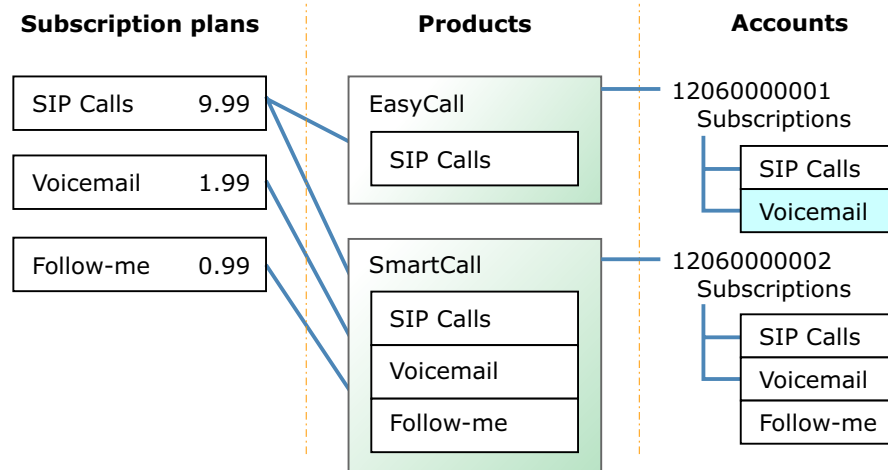 Subscription plans
SIP Calls 9.99
Voicemail 1.99
Follow-me 0.99
Products
EasyCall
SIP Calls
SmartCall
SIP Calls
Voicemail
Follow-me
Accounts
12060000001
Subscriptions
SIP Calls
Voicemail
12060000002
Subscriptions
SIP Calls
Voicemail
Follow-me